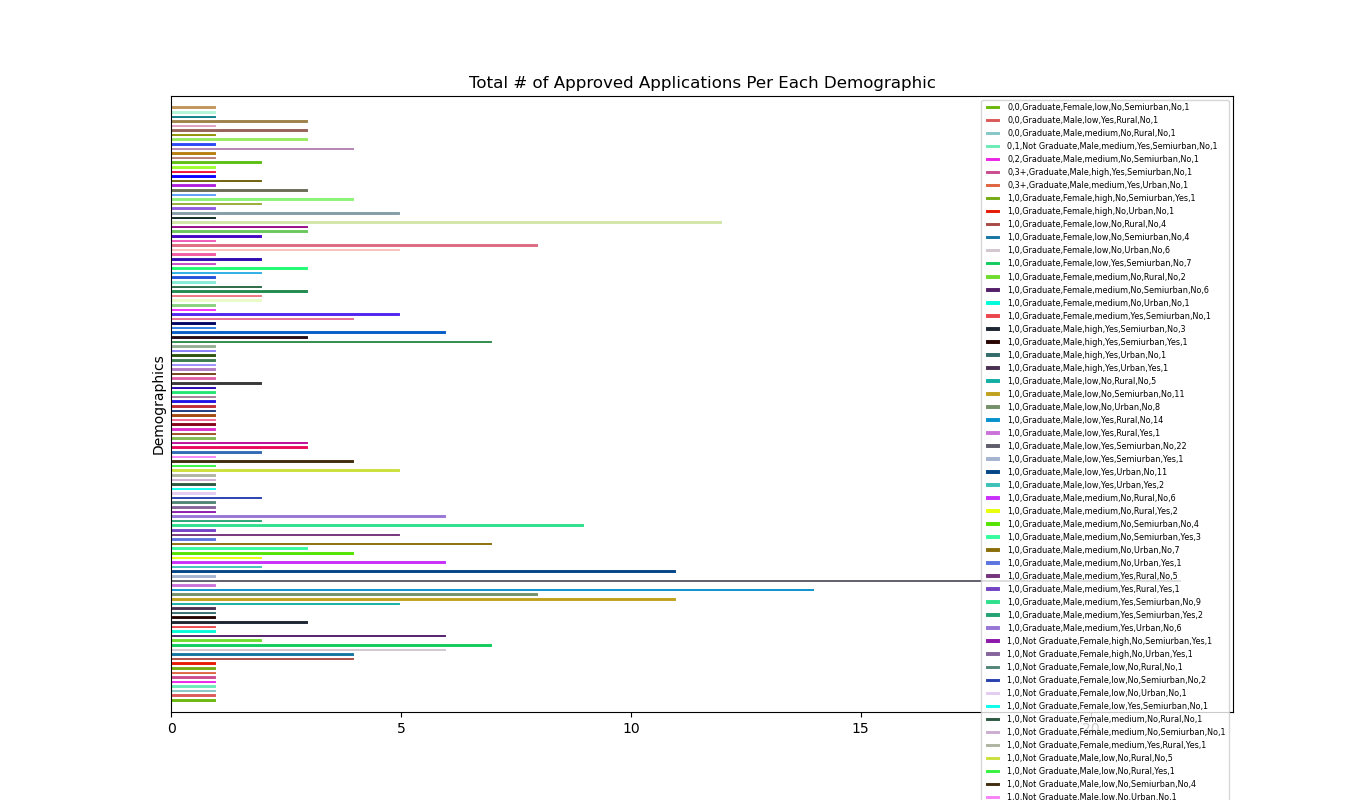 Total # of Approved Applications Per Each Demographic
Demographics
0,0,Graduate,Female,low,No,Semiurban,No,1
0,0,Graduate,Male,low,Yes,Rural,No,1
0,0,Graduate,Male,medium,No,Rural,No,1
0,1,Not Graduate,Male,medium,Yes,Semiurban,No,1
0,2,Graduate,Male,medium,No,Semiurban,No,1
0,3+,Graduate,Male,high,Yes,Semiurban,No,1
0,3+,Graduate,Male,medium,Yes,Urban,No,1
1,0,Graduate,Female,high,No,Semiurban,Yes,1
1,0,Graduate,Female,high,No,Urban,No,1
1,0,Graduate,Female,low,No,Rural,No,4
1,0,Graduate,Female,low,No,Semiurban,No,4
1,0,Graduate,Female,low,No,Urban,No,6
1,0,Graduate,Female,low,Yes,Semiurban,No,7
1,0,Graduate,Female,medium,No,Rural,No,2
1,0,Graduate,Female,medium,No,Semiurban,No,6
1,0,Graduate,Female,medium,No,Urban,No,1
1,0,Graduate,Female,medium,Yes,Semiurban,No,1
1,0,Graduate,Male,high,Yes,Semiurban,No,3
1,0,Graduate,Male,high,Yes,Semiurban,Yes,1
1,0,Graduate,Male,high,Yes,Urban,No,1
1,0,Graduate,Male,high,Yes,Urban,Yes,1
1,0,Graduate,Male,low,No,Rural,No,5
1,0,Graduate,Male,low,No,Semiurban,No,11
1,0,Graduate,Male,low,No,Urban,No,8
1,0,Graduate,Male,low,Yes,Rural,No,14
1,0,Graduate,Male,low,Yes,Rural,Yes,1
1,0,Graduate,Male,low,Yes,Semiurban,No,22
1,0,Graduate,Male,low,Yes,Semiurban,Yes,1
1,0,Graduate,Male,low,Yes,Urban,No,11
1,0,Graduate,Male,low,Yes,Urban,Yes,2
1,0,Graduate,Male,medium,No,Rural,No,6
1,0,Graduate,Male,medium,No,Rural,Yes,2
1,0,Graduate,Male,medium,No,Semiurban,No,4
1,0,Graduate,Male,medium,No,Semiurban,Yes,3
1,0,Graduate,Male,medium,No,Urban,No,7
1,0,Graduate,Male,medium,No,Urban,Yes,1
1,0,Graduate,Male,medium,Yes,Rural,No,5
1,0,Graduate,Male,medium,Yes,Rural,Yes,1
1,0,Graduate,Male,medium,Yes,Semiurban,No,9
1,0,Graduate,Male,medium,Yes,Semiurban,Yes,2
1,0,Graduate,Male,medium,Yes,Urban,No,6
1,0,Not Graduate,Female,high,No,Semiurban,Yes,1
1,0,Not Graduate,Female,high,No,Urban,Yes,1
1,0,Not Graduate,Female,low,No,Rural,No,1
1,0,Not Graduate,Female,low,No,Semiurban,No,2
1,0,Not Graduate,Female,low,No,Urban,No,1
1,0,Not Graduate,Female,low,Yes,Semiurban,No,1
1,0,Not Graduate,Female,medium,No,Rural,No,1
1,0,Not Graduate,Female,medium,No,Semiurban,No,1
1,0,Not Graduate,Female,medium,Yes,Rural,Yes,1
1,0,Not Graduate,Male,low,No,Rural,No,5
1,0,Not Graduate,Male,low,No,Rural,Yes,1
1,0,Not Graduate,Male,low,No,Semiurban,No,4
1,0,Not Graduate,Male,low,No,Urban,No,1
0 5 10 15 20